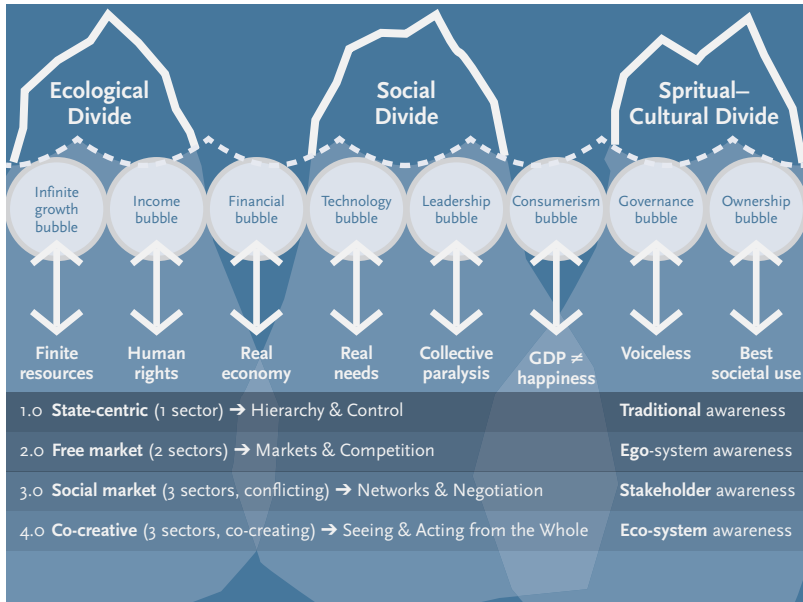 Ecological
Divide
Social
Divide
Spritual–
Cultural Divide
Infinite
growth
bubble
Income
bubble
Financial
bubble
Technology
bubble
Leadership
bubble
Consumerism
bubble
Governance
bubble
Ownership
bubble
Finite
resources
Human
rights
Real
economy
Real
needs
Collective
paralysis
GDP ≠
happiness
Voiceless
Best
societal use
1.0 State-centric (1 sector) ➔ Hierarchy & Control Traditional awareness
2.0 Free market (2 sectors) ➔ Markets & Competition Ego-system awareness
3.0 Social market (3 sectors, conflicting) ➔ Networks & Negotiation Stakeholder awareness
4.0 Co-creative (3 sectors, co-creating) ➔ Seeing & Acting from the Whole Eco-system awareness